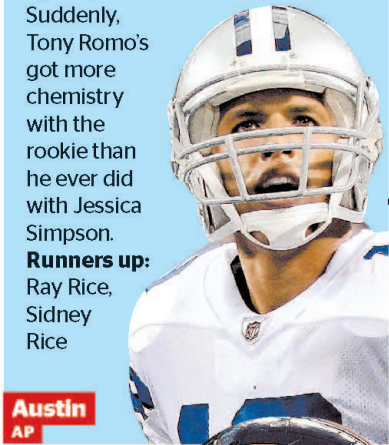 Suddenly,
Tony Romo's
got more
chemistry
with the
rookie than
he ever did
with Jessica
Simpson.
Runners up:
Ray Rice,
Sidney
Rice
Austin
AP